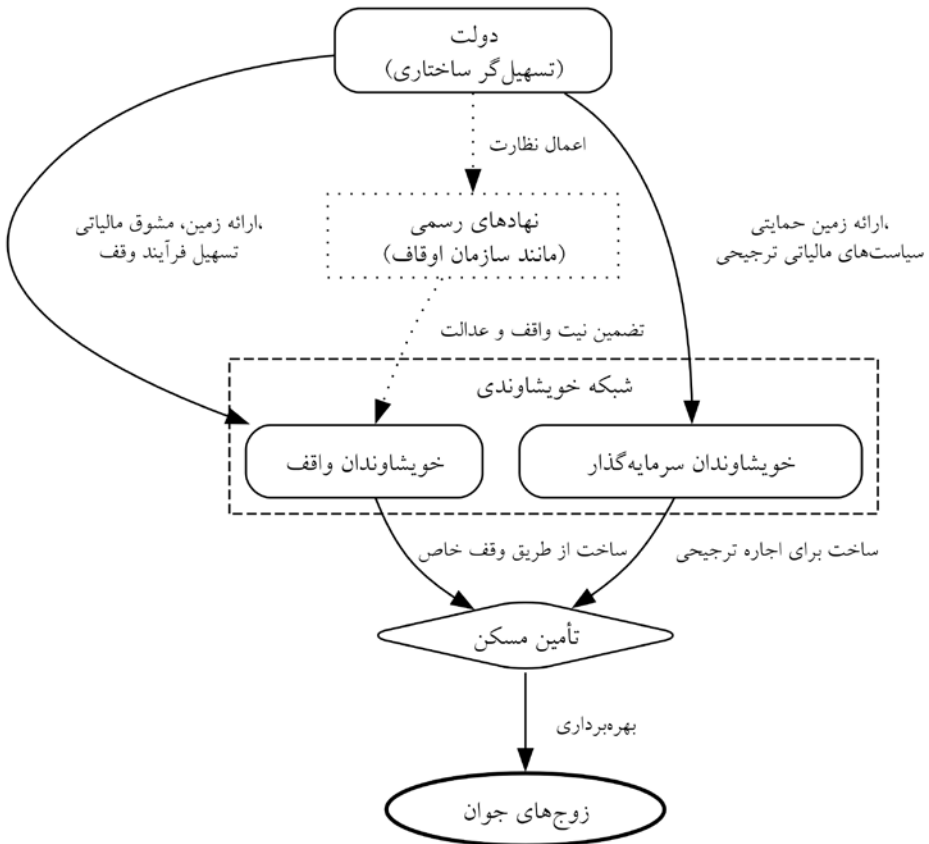 دولت
(تسهیل‌گر ساختاری)
اعمال نظارت
نهادهای رسمی
(مانند سازمان اوقاف)
ارائه زمین حمایتی،
سیاست‌های مالیاتی ترجیحی
ارائه زمین، مشوق مالیاتی،
تسهیل فرآیند وقف
تضمین نیت واقف و عدالت
شبکه خویشاوندی
خویشاوندان سرمایه‌گذار
خویشاوندان واقف
ساخت برای اجاره ترجیحی
ساخت از طریق وقف خاص
تأمین مسکن
بهره‌برداری
زوج‌های جوان